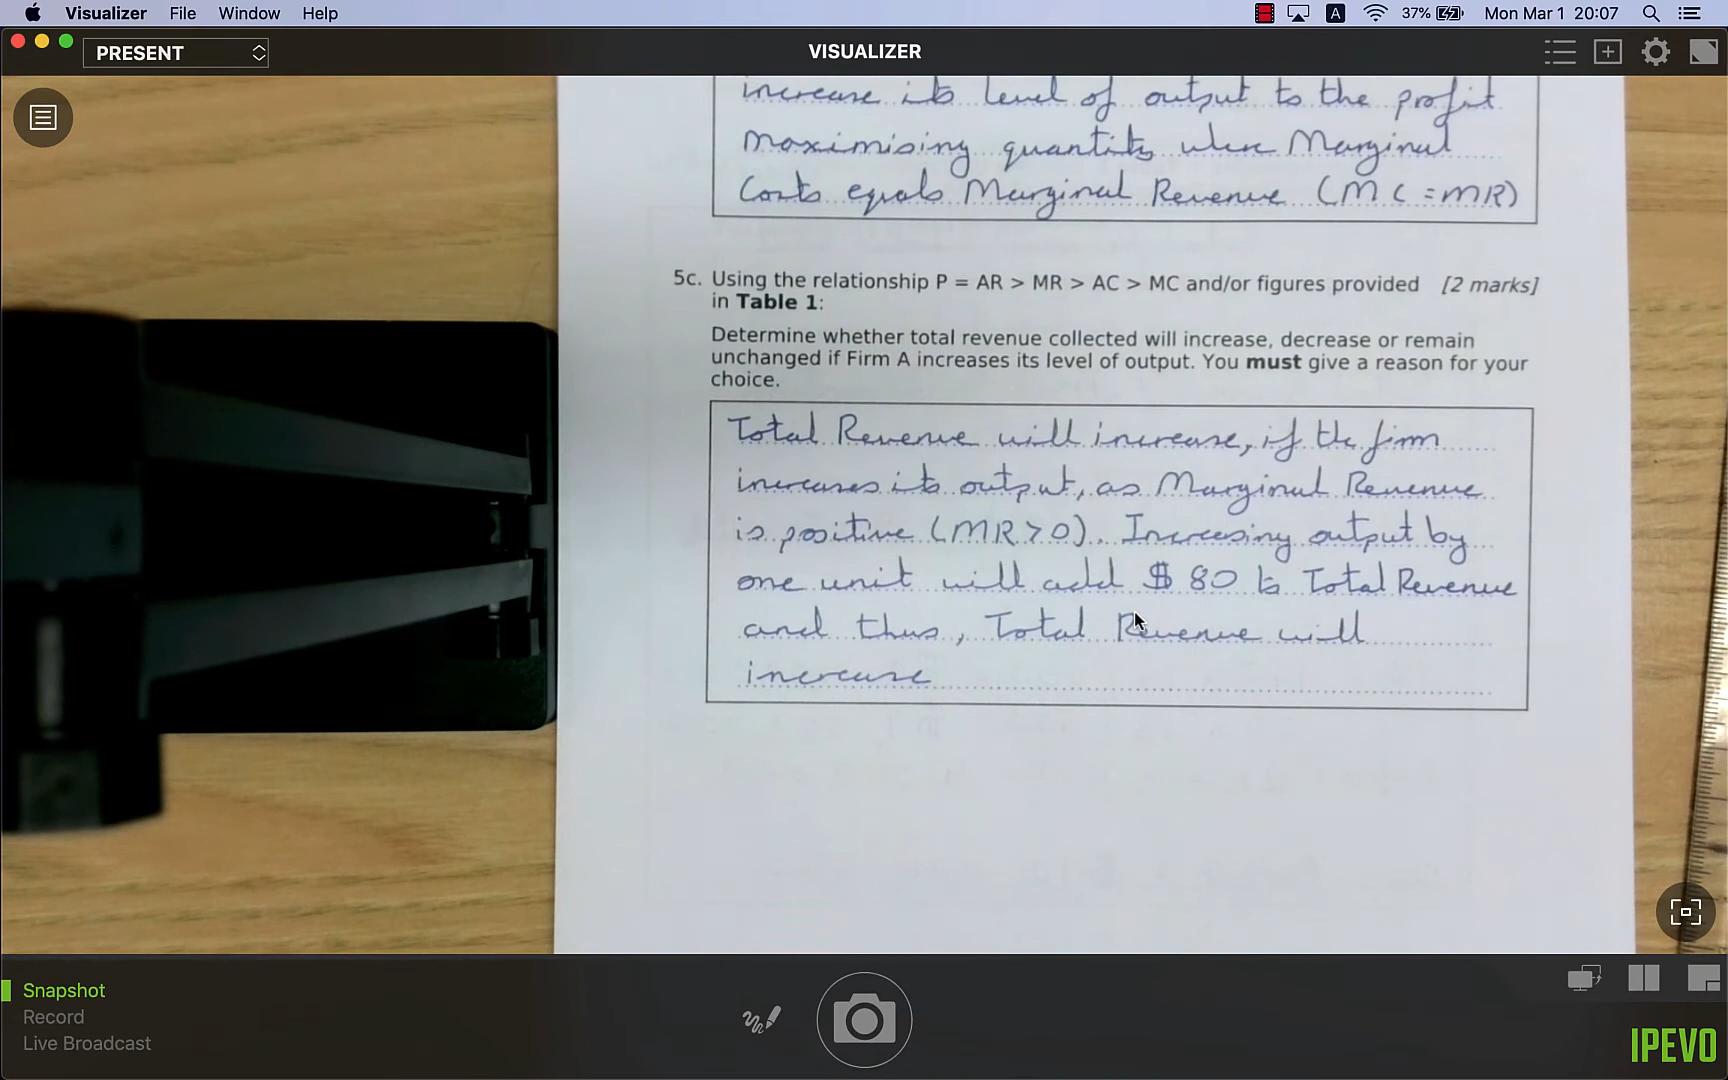 Visualizer File Window Help
A 37% Mon Mar 1 20:07
PRESENT
VISUALIZER
increase its level of output to the profit
Maximising quantity when Marginal
Costs equals Marginal Revenue (MC = MR)
5c. Using the relationship P = AR > MR > AC > MC and/or figures provided [2 marks]
in Table 1:
Determine whether total revenue collected will increase, decrease or remain
unchanged if Firm A increases its level of output. You must give a reason for your
choice.
Total Revenue will increase, if the firm
increases its output, as Marginal Revenue
is positive (MR > 0). Increasing output by
one unit will add $ 80 to Total Revenue
and thus, Total Revenue will
increase
Snapshot
Record
Live Broadcast
IPEVO